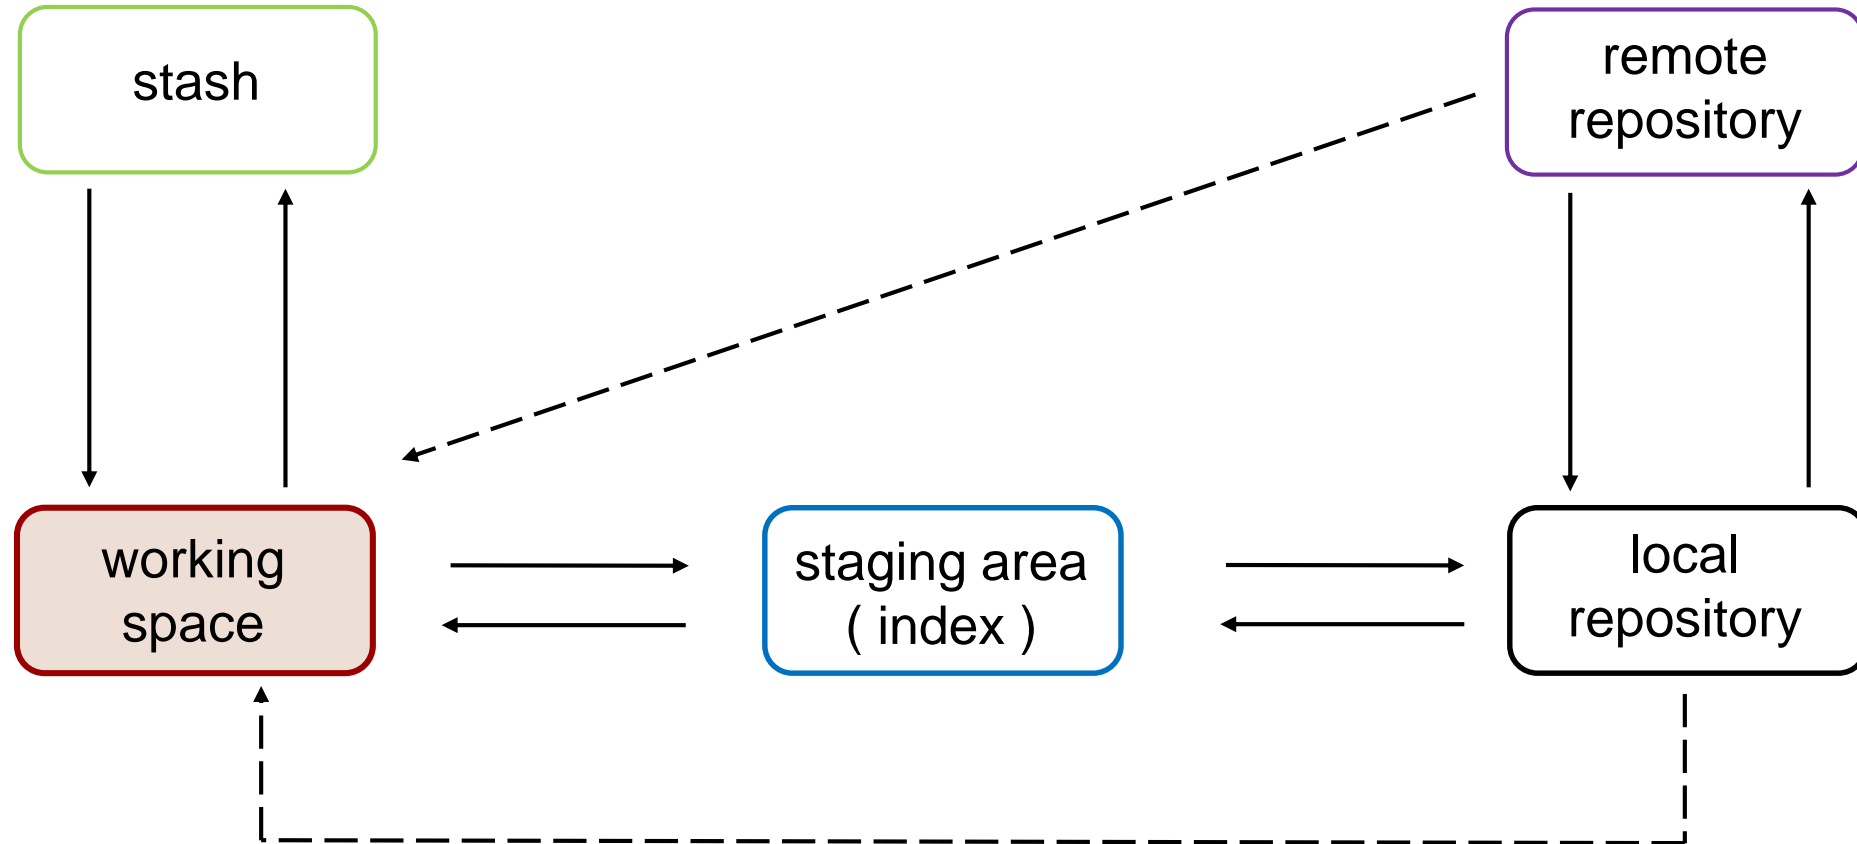 stash
remote
repository
working
space
staging area
( index )
local
repository